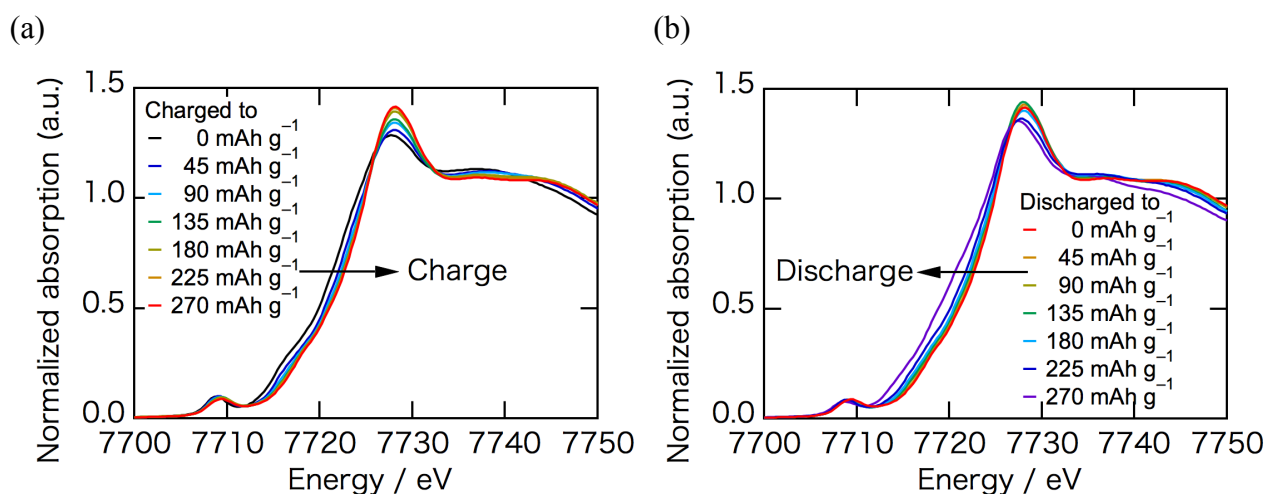 (a)
Normalized absorption (a.u.)
1.5
1.0
0.5
0.0
Charged to
0 mAh g⁻¹
45 mAh g⁻¹
90 mAh g⁻¹
135 mAh g⁻¹
180 mAh g⁻¹
225 mAh g⁻¹
270 mAh g⁻¹
Charge
7700 7710 7720 7730 7740 7750
Energy / eV
(b)
Normalized absorption (a.u.)
1.5
1.0
0.5
0.0
Discharge
Discharged to
0 mAh g⁻¹
45 mAh g⁻¹
90 mAh g⁻¹
135 mAh g⁻¹
180 mAh g⁻¹
225 mAh g⁻¹
270 mAh g
7700 7710 7720 7730 7740 7750
Energy / eV